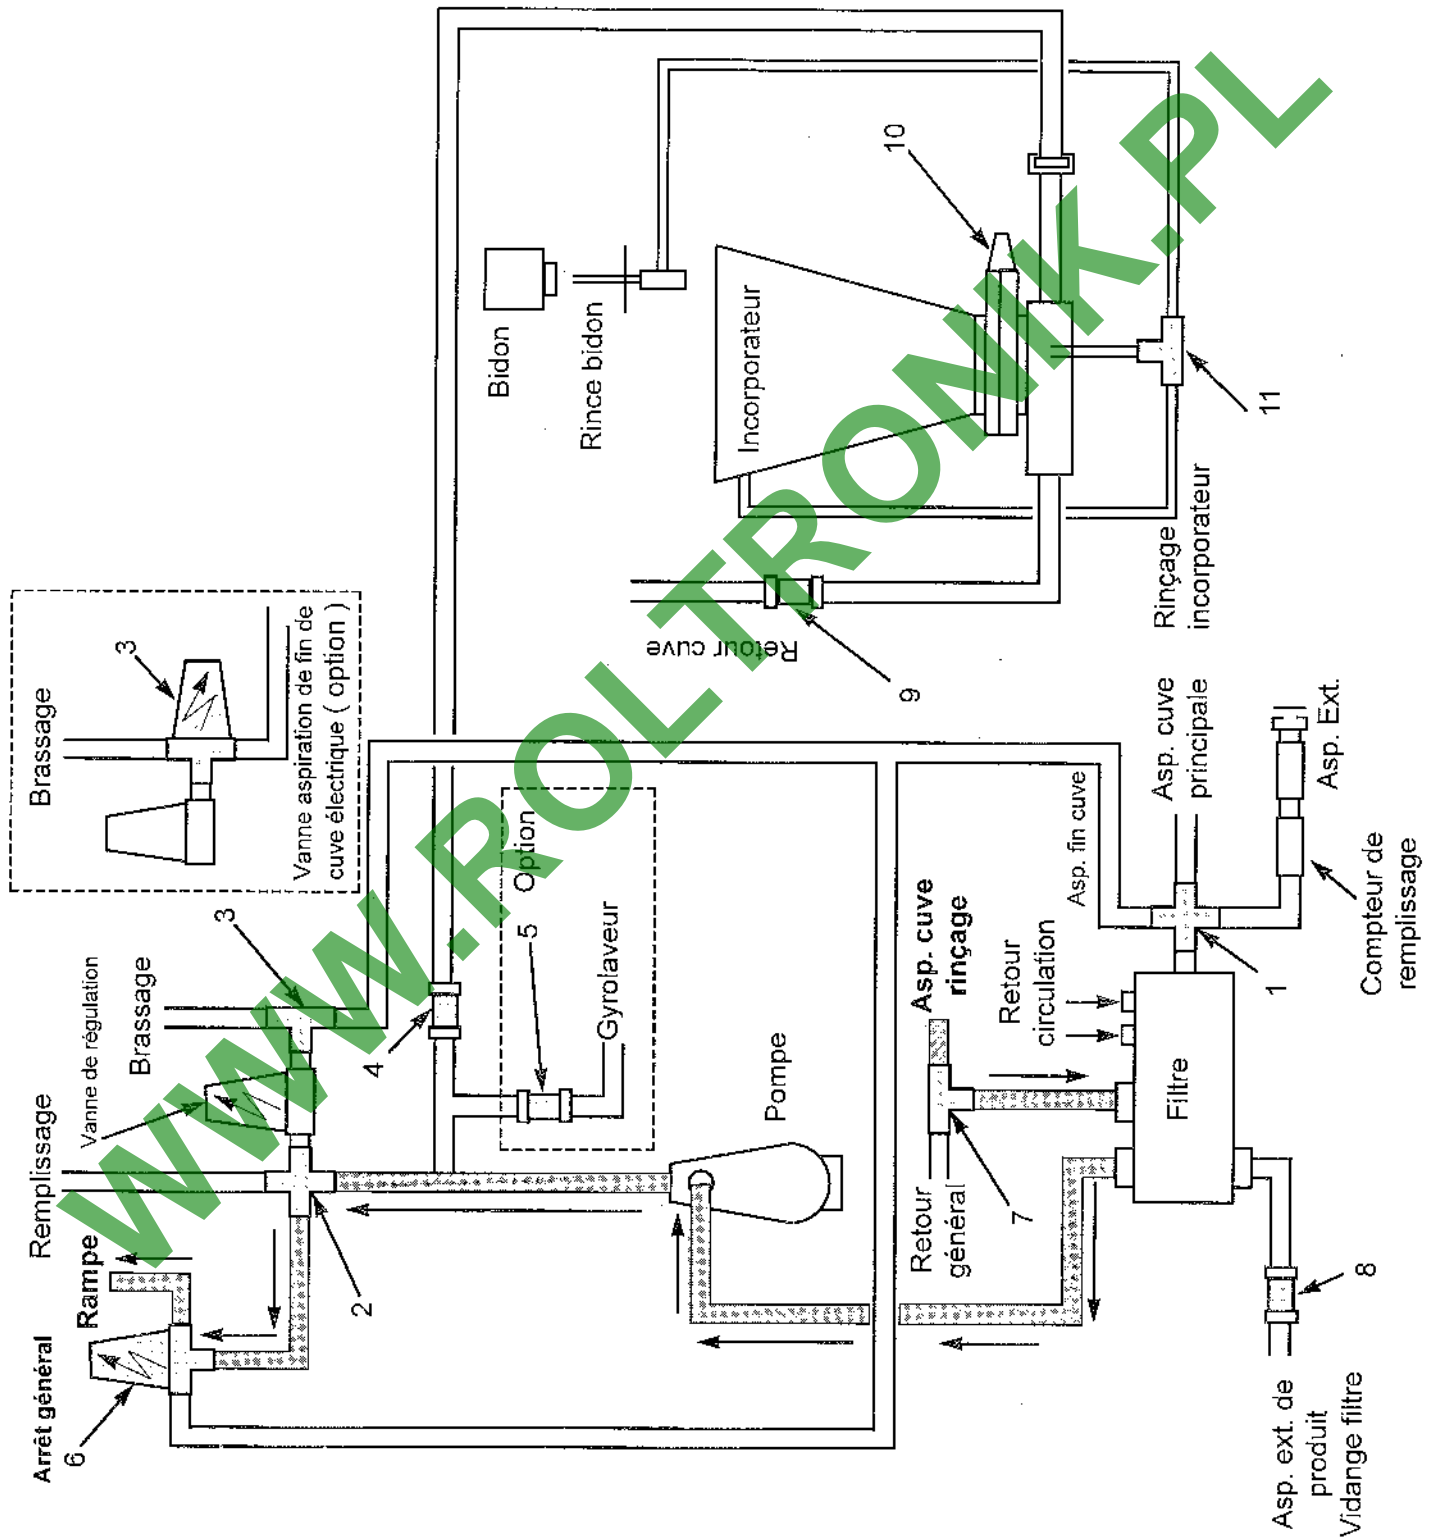 Arrêt général
6
Rampe
Remplissage
Vanne de régulation
Brassage
3
2
4
Brassage
3
Vanne aspiration de fin de
cuve électrique ( option )
Option
5
Gyrolaveur
Pompe
Bidon
Rince bidon
Incorporateur
10
11
Rinçage
incorporateur
Retour cuve
9
Asp. fin cuve
Asp. cuve
principale
Asp. Ext.
Compteur de
remplissage
1
Asp. cuve
rinçage
Retour
circulation
Retour
général
7
Filtre
8
Asp. ext. de
produit
Vidange filtre
WWW.ROLTRONIK.PL